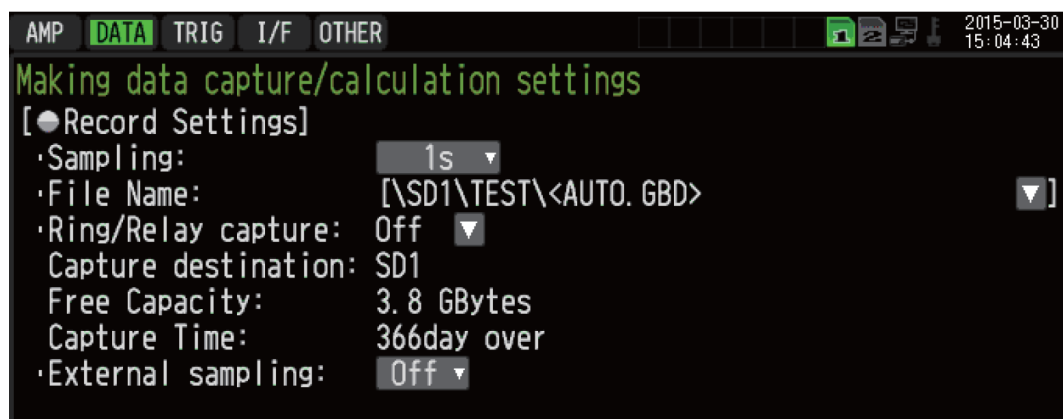 AMP DATA TRIG I/F OTHER 1 2 2015-03-30
15:04:43
Making data capture/calculation settings
[Record Settings]
·Sampling: 1s ▼
·File Name: [\SD1\TEST\<AUTO.GBD> ▼]
·Ring/Relay capture: Off ▼
Capture destination: SD1
Free Capacity: 3.8 GBytes
Capture Time: 366day over
·External sampling: Off ▼